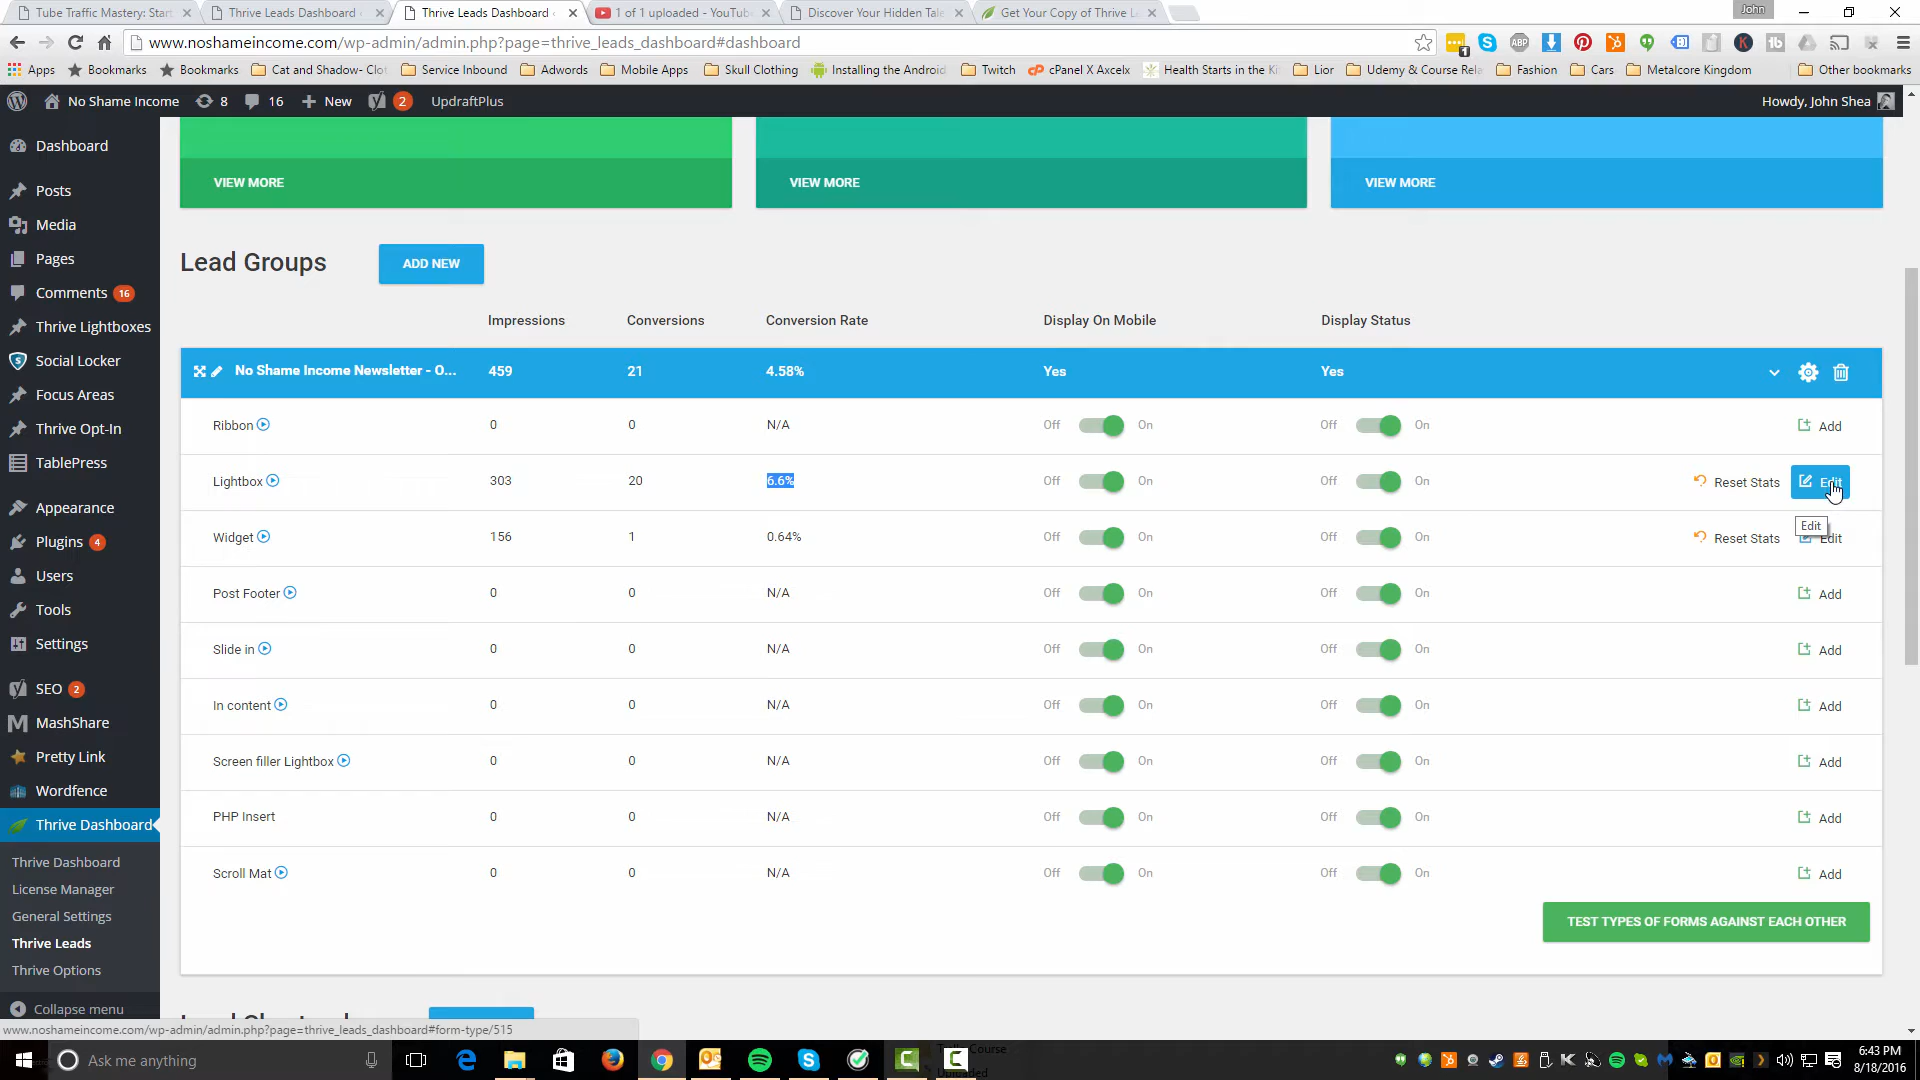 Tube Traffic Mastery: Start
Thrive Leads Dashboard
Thrive Leads Dashboard
1 of 1 uploaded - YouTub
Discover Your Hidden Tale
Get Your Copy of Thrive L
John
www.noshameincome.com/wp-admin/admin.php?page=thrive_leads_dashboard#dashboard
Apps
Bookmarks
Bookmarks
Cat and Shadow- Clot
Service Inbound
Adwords
Mobile Apps
Skull Clothing
Installing the Android
Twitch
cPanel X Axcelx
Health Starts in the Ki
Lior
Udemy & Course Rela
Fashion
Cars
Metalcore Kingdom
Other bookmarks
No Shame Income
8
16
New
2
UpdraftPlus
Howdy, John Shea
Dashboard
Posts
Media
Pages
Comments 16
Thrive Lightboxes
Social Locker
Focus Areas
Thrive Opt-In
TablePress
Appearance
Plugins 4
Users
Tools
Settings
SEO 2
MashShare
Pretty Link
Wordfence
Thrive Dashboard
Thrive Dashboard
License Manager
General Settings
Thrive Leads
Thrive Options
Collapse menu
VIEW MORE
VIEW MORE
VIEW MORE
Lead Groups
ADD NEW
Impressions Conversions Conversion Rate Display On Mobile Display Status
No Shame Income Newsletter - O... 459 21 4.58% Yes Yes
Ribbon 0 0 N/A Off On Off On Add
Lightbox 303 20 6.6% Off On Off On Reset Stats Edit
Edit
Widget 156 1 0.64% Off On Off On Reset Stats Edit
Post Footer 0 0 N/A Off On Off On Add
Slide in 0 0 N/A Off On Off On Add
In content 0 0 N/A Off On Off On Add
Screen filler Lightbox 0 0 N/A Off On Off On Add
PHP Insert 0 0 N/A Off On Off On Add
Scroll Mat 0 0 N/A Off On Off On Add
TEST TYPES OF FORMS AGAINST EACH OTHER
www.noshameincome.com/wp-admin/admin.php?page=thrive_leads_dashboard#form-type/515
Ask me anything
6:43 PM
8/18/2016